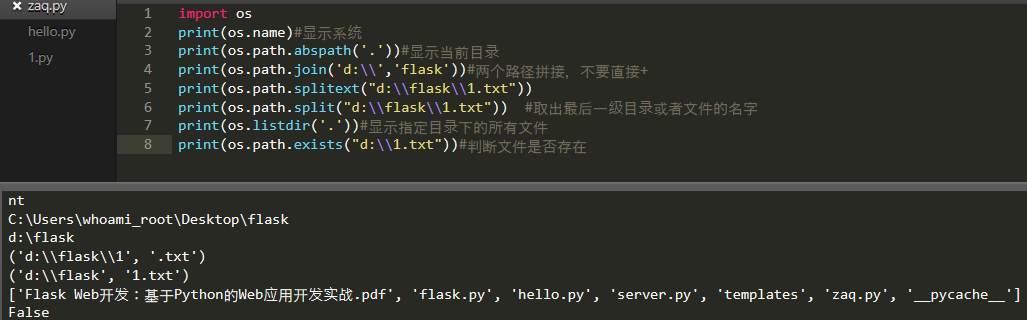 zaq.py
hello.py
1.py
1 import os
2 print(os.name)#显示系统
3 print(os.path.abspath('.'))#显示当前目录
4 print(os.path.join('d:\\','flask'))#两个路径拼接，不要直接+
5 print(os.path.splitext("d:\\flask\\1.txt"))
6 print(os.path.split("d:\\flask\\1.txt"))  #取出最后一级目录或者文件的名字
7 print(os.listdir('.'))#显示指定目录下的所有文件
8 print(os.path.exists("d:\\1.txt"))#判断文件是否存在
nt
C:\Users\whoami_root\Desktop\flask
d:\flask
('d:\\flask\\1', '.txt')
('d:\\flask', '1.txt')
['Flask Web开发：基于Python的Web应用开发实战.pdf', 'flask.py', 'hello.py', 'server.py', 'templates', 'zaq.py', '__pycache__']
False